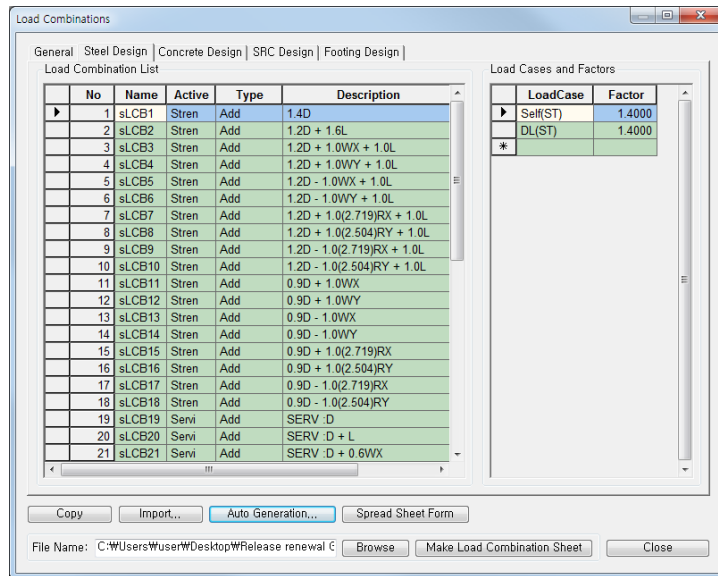 Load Combinations
General Steel Design Concrete Design SRC Design Footing Design
Load Combination List
No Name Active Type Description
1 sLCB1 Stren Add 1.4D
2 sLCB2 Stren Add 1.2D + 1.6L
3 sLCB3 Stren Add 1.2D + 1.0WX + 1.0L
4 sLCB4 Stren Add 1.2D + 1.0WY + 1.0L
5 sLCB5 Stren Add 1.2D - 1.0WX + 1.0L
6 sLCB6 Stren Add 1.2D - 1.0WY + 1.0L
7 sLCB7 Stren Add 1.2D + 1.0(2.719)RX + 1.0L
8 sLCB8 Stren Add 1.2D + 1.0(2.504)RY + 1.0L
9 sLCB9 Stren Add 1.2D - 1.0(2.719)RX + 1.0L
10 sLCB10 Stren Add 1.2D - 1.0(2.504)RY + 1.0L
11 sLCB11 Stren Add 0.9D + 1.0WX
12 sLCB12 Stren Add 0.9D + 1.0WY
13 sLCB13 Stren Add 0.9D - 1.0WX
14 sLCB14 Stren Add 0.9D - 1.0WY
15 sLCB15 Stren Add 0.9D + 1.0(2.719)RX
16 sLCB16 Stren Add 0.9D + 1.0(2.504)RY
17 sLCB17 Stren Add 0.9D - 1.0(2.719)RX
18 sLCB18 Stren Add 0.9D - 1.0(2.504)RY
19 sLCB19 Servi Add SERV :D
20 sLCB20 Servi Add SERV :D + L
21 sLCB21 Servi Add SERV :D + 0.6WX
Load Cases and Factors
LoadCase Factor
Self(ST) 1.4000
DL(ST) 1.4000
Copy Import... Auto Generation... Spread Sheet Form
File Name: C:₩Users₩user₩Desktop₩Release renewal Browse Make Load Combination Sheet Close